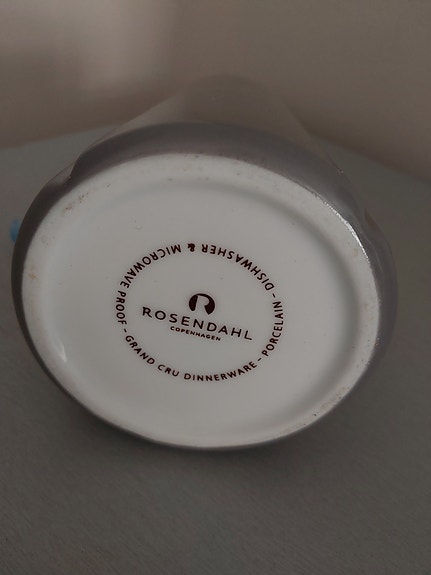 ROSENDAHL
COPENHAGEN
GRAND CRU DINNERWARE - PORCELAIN - DISHWASHER & MICROWAVE PROOF -